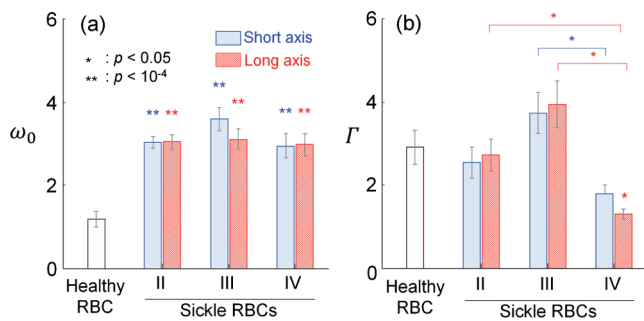 (a)
* : p < 0.05
** : p < 10⁻⁴
Short axis
Long axis
6
4
2
0
ω₀
** ** ** ** ** **
Healthy RBC
II III IV
Sickle RBCs
(b)
6
4
2
0
Γ
*
*
*
*
Healthy RBC
II III IV
Sickle RBCs